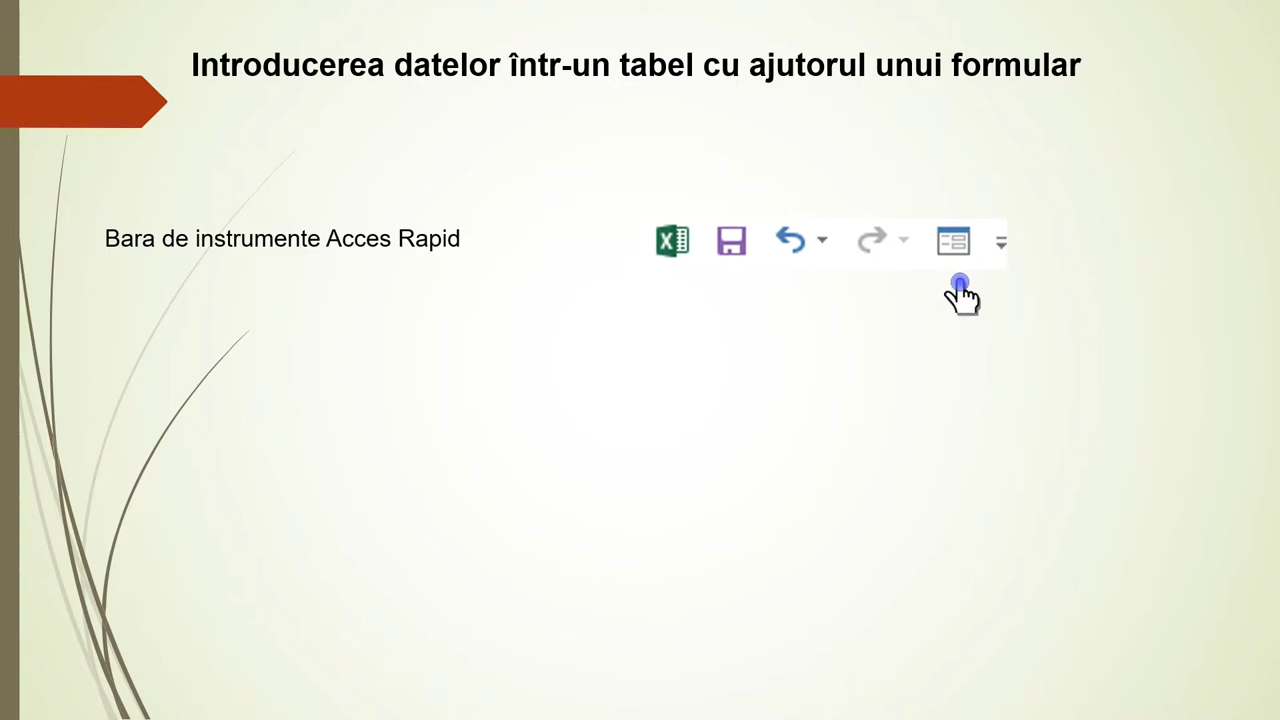 Introducerea datelor într-un tabel cu ajutorul unui formular
Bara de instrumente Acces Rapid